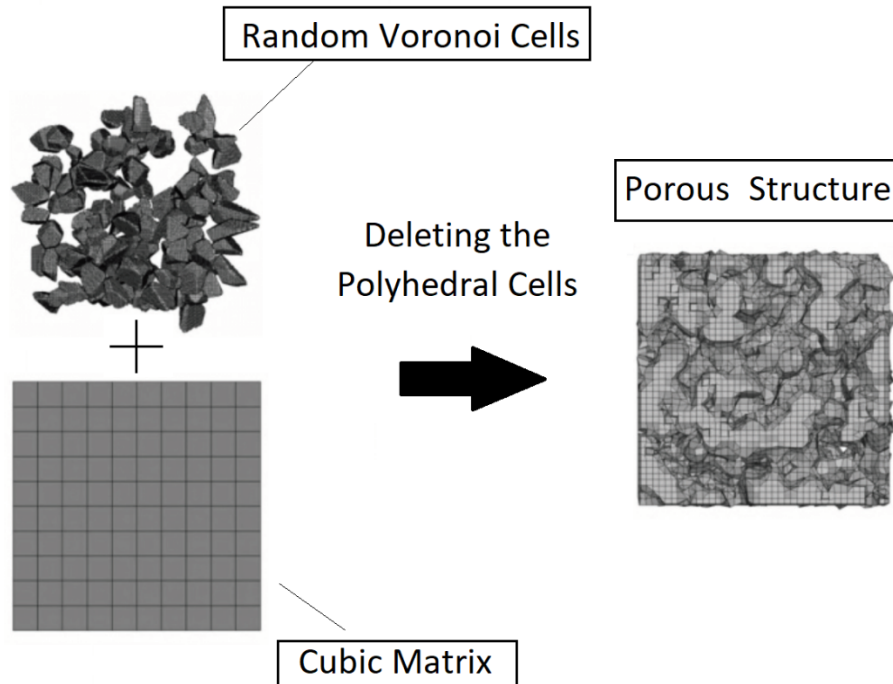 Random Voronoi Cells
Porous Structure
Deleting the
Polyhedral Cells
Cubic Matrix